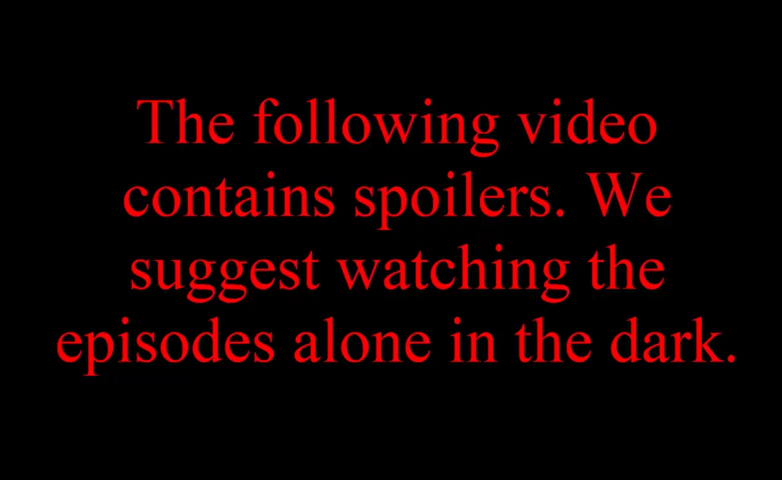 The following video
contains spoilers. We
suggest watching the
episodes alone in the dark.